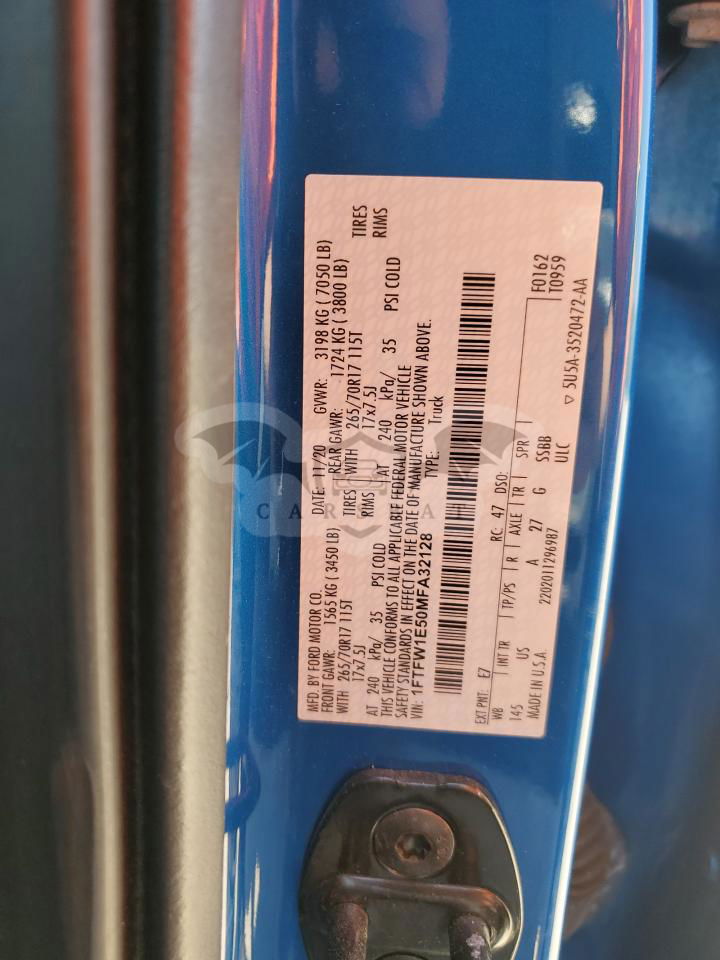 MFD. BY FORD MOTOR CO. DATE: 11/20 GVWR: 3198 KG ( 7050 LB)
FRONT GAWR: 1565 KG (3450 LB) REAR GAWR: 1724 KG ( 3800 LB)
WITH 265/70R17 115T TIRES WITH 265/70R17 115T TIRES
17x7.5J RIMS 17x7.5J RIMS
AT 240 kPa/ 35 PSI COLD AT 240 kPa/ 35 PSI COLD
THIS VEHICLE CONFORMS TO ALL APPLICABLE FEDERAL MOTOR VEHICLE
SAFETY STANDARDS IN EFFECT ON THE DATE OF MANUFACTURE SHOWN ABOVE.
VIN: 1FTFW1E50MFA32128 TYPE: Truck
EXT PNT: E7 RC: 47 DSO: F0162
WB INT TR TP/PS R AXLE TR SPR T0959
145 US A 27 G SSBB
MADE IN U.S.A. 2202011296987 ULC ▽ 5U5A-3520472-AA